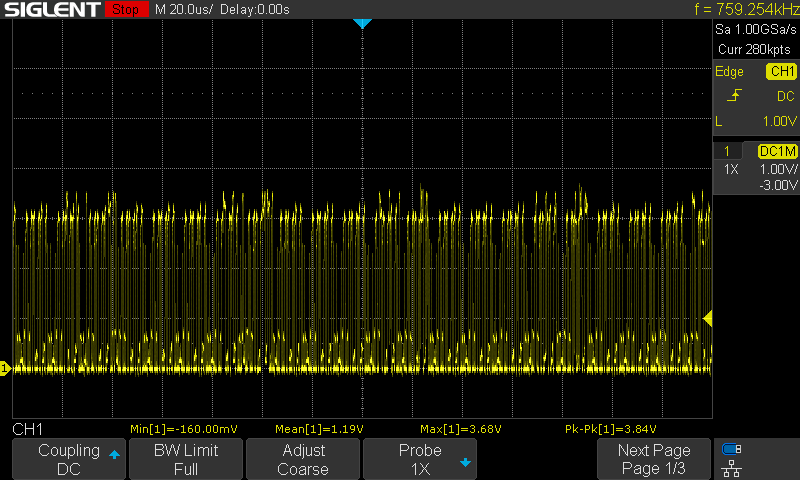 SIGLENT Stop M 20.0us/ Delay:0.00s f = 759.254kHz
Sa 1.00GSa/s
Curr 280kpts
Edge CH1
DC
L 1.00V
1 DC1M
1X 1.00V/
-3.00V
1
CH1 Min[1]=-160.00mV Mean[1]=1.19V Max[1]=3.68V Pk-Pk[1]=3.84V
Coupling BW Limit Adjust Probe Next Page
DC Full Coarse 1X Page 1/3